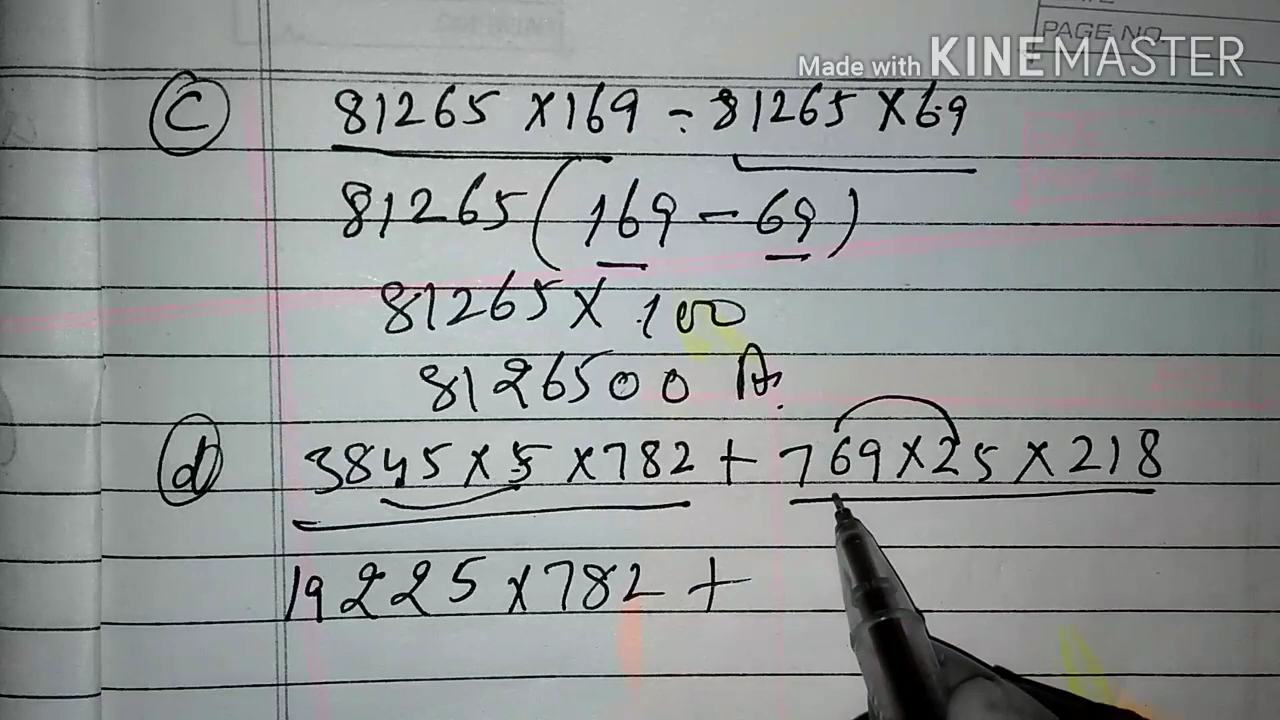 PAGE NO.
Made with KINEMASTER
(C) 81265 × 169 - 81265 × 69
81265 ( 169 - 69 )
81265 × 100
8126500 A.
(d) 3845 × 5 × 782 + 769 × 25 × 218
19225 × 782 +